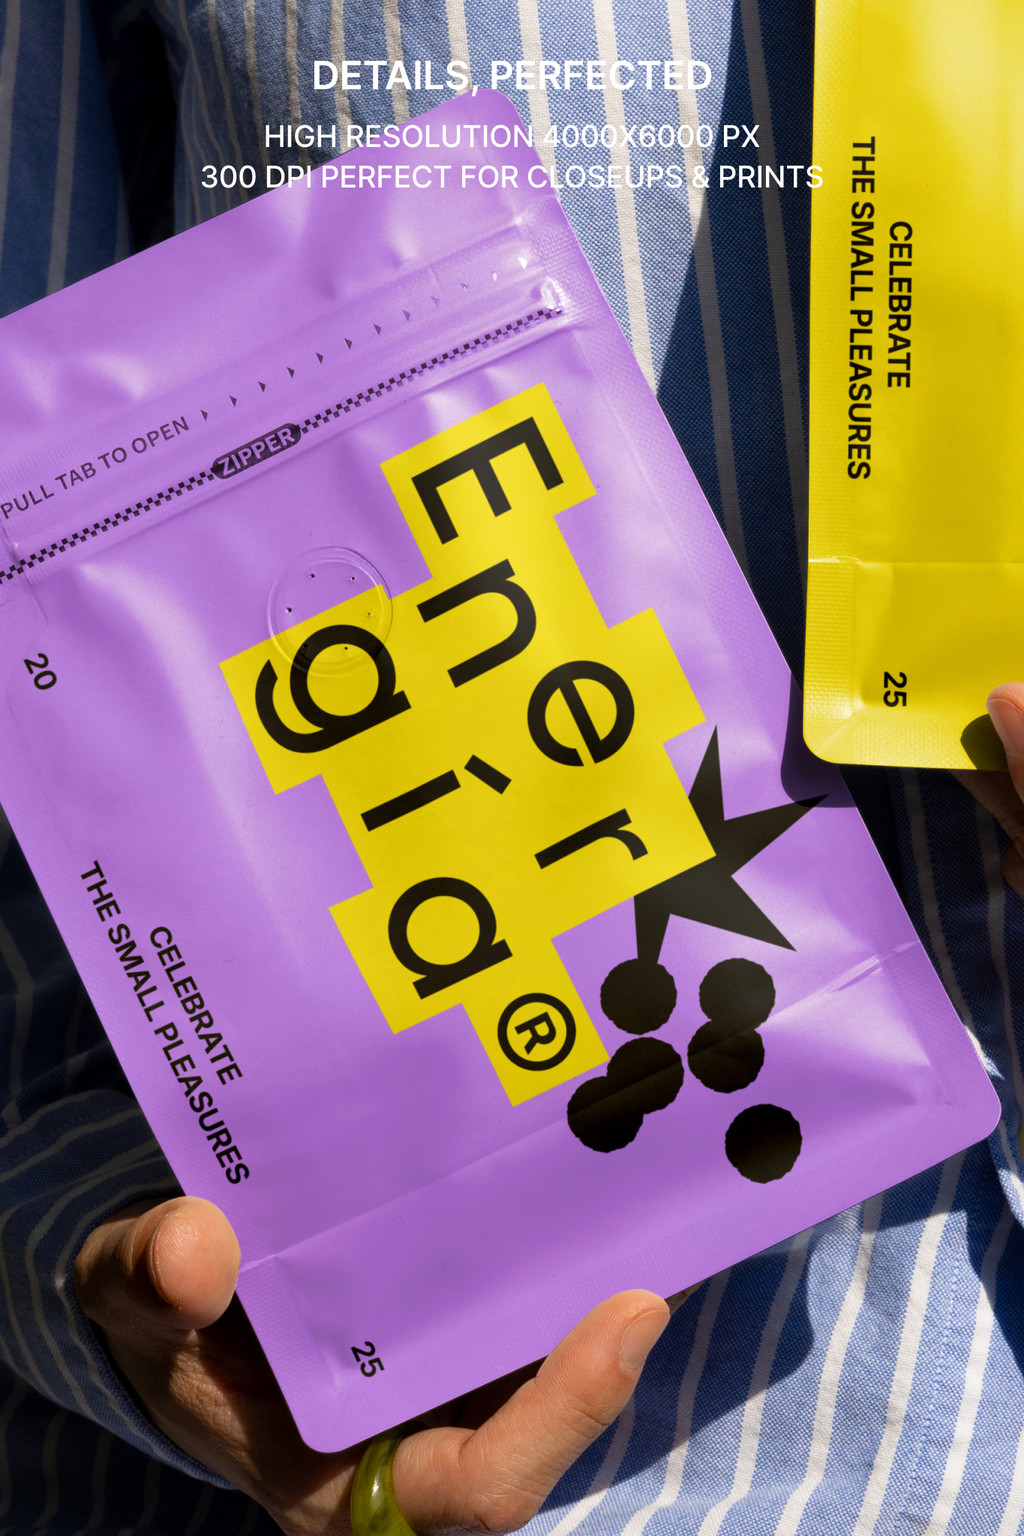 DETAILS, PERFECTED
HIGH RESOLUTION 4000X6000 PX
300 DPI PERFECT FOR CLOSEUPS & PRINTS
PULL TAB TO OPEN
ZIPPER
Ener
gía®
20
CELEBRATE
THE SMALL PLEASURES
25
CELEBRATE
THE SMALL PLEASURES
25